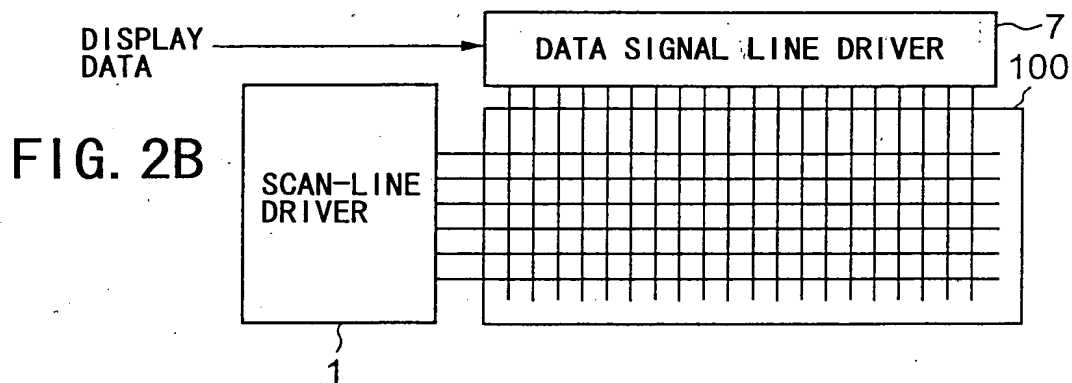 DISPLAY
DATA
DATA SIGNAL LINE DRIVER
7
100
FIG. 2B
SCAN-LINE
DRIVER
1